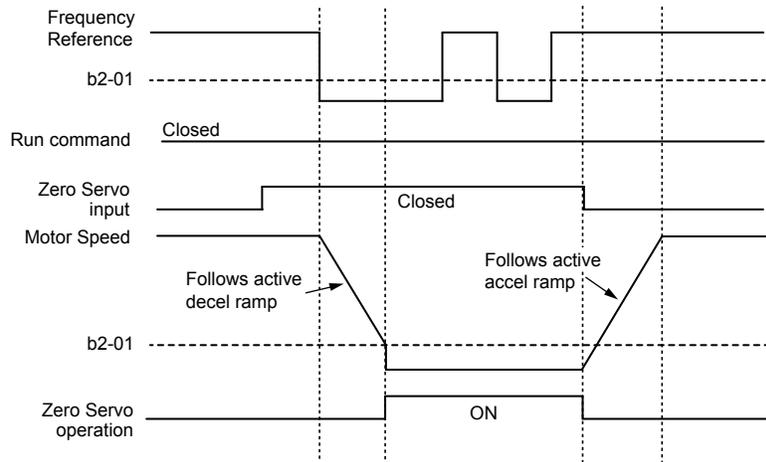 Frequency
Reference
b2-01
Run command
Closed
Zero Servo
input
Closed
Motor Speed
Follows active
decel ramp
Follows active
accel ramp
b2-01
Zero Servo
operation
ON